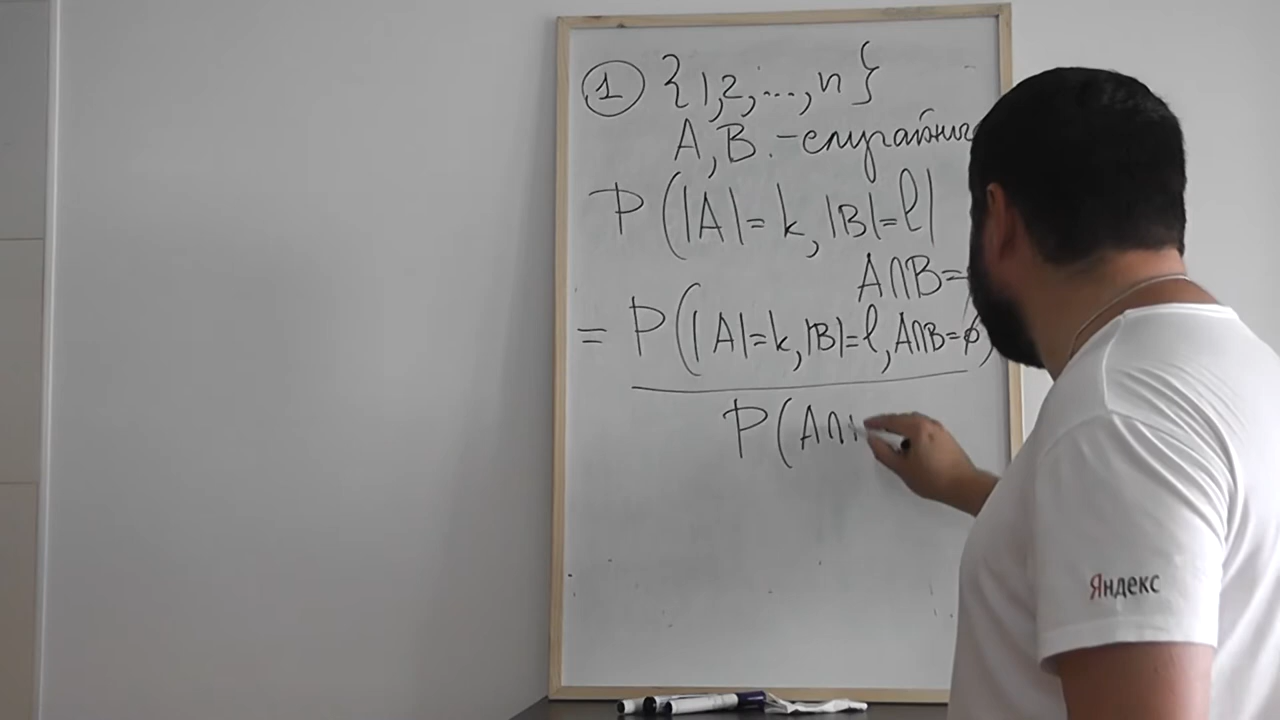 ① {1,2,...,n}
A, B. - случайные
P(|A|=k, |B|=l|
A∩B=
= P(|A|=k, |B|=l, A∩B=∅)
P(A∩
Яндекс